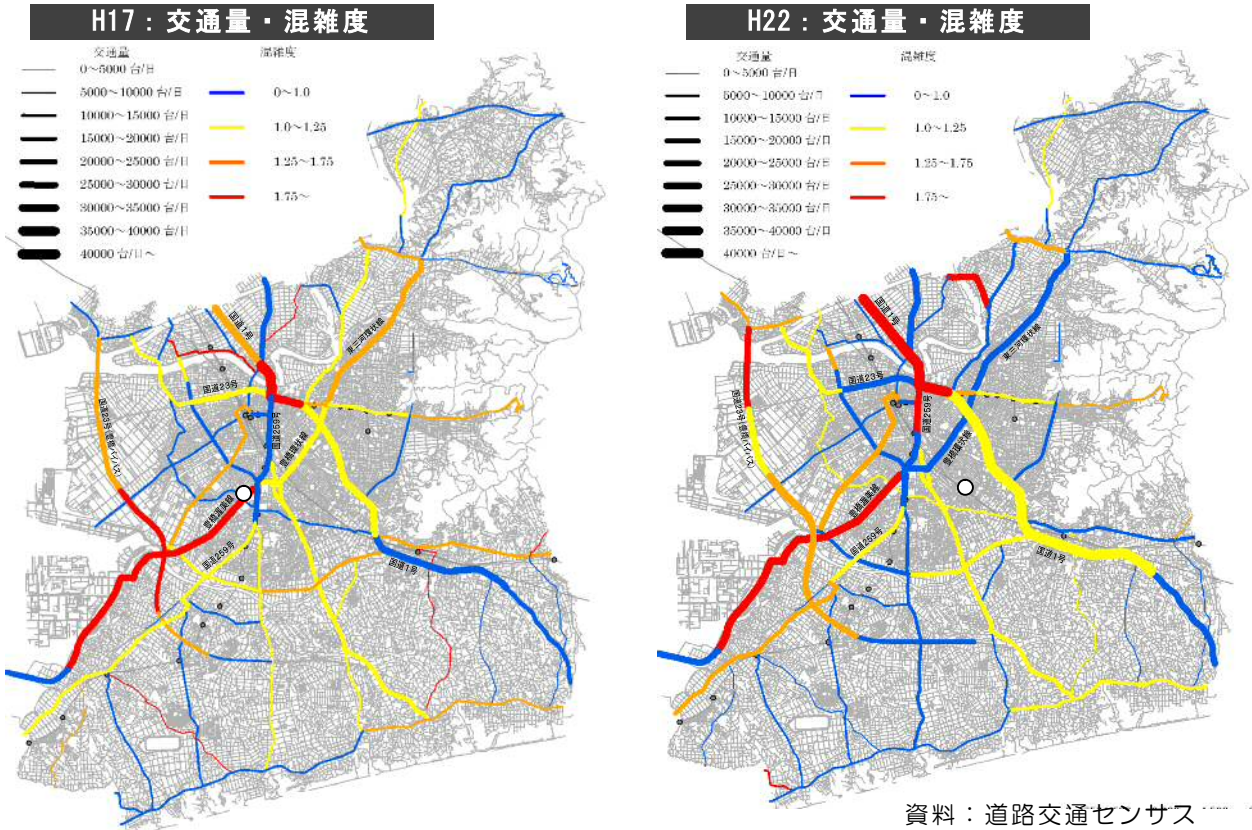 H17：交通量・混雑度
交通量
混雑度
0～5000 台/日
5000～10000 台/日
10000～15000 台/日
15000～20000 台/日
20000～25000 台/日
25000～30000 台/日
30000～35000 台/日
35000～40000 台/日
40000 台/日～
0～1.0
1.0～1.25
1.25～1.75
1.75～
国道1号
東三河環状線
国道23号
国道259号
豊橋環状線
国道23号(豊橋バイパス)
豊橋渥美線
国道259号
国道1号
H22：交通量・混雑度
交通量
混雑度
0～5000 台/日
5000～10000 台/日
10000～15000 台/日
15000～20000 台/日
20000～25000 台/日
25000～30000 台/日
30000～35000 台/日
35000～40000 台/日
40000 台/日～
0～1.0
1.0～1.25
1.25～1.75
1.75～
国道1号
東三河環状線
国道23号
国道259号
豊橋環状線
国道23号(豊橋バイパス)
豊橋渥美線
国道259号
国道1号
資料：道路交通センサス